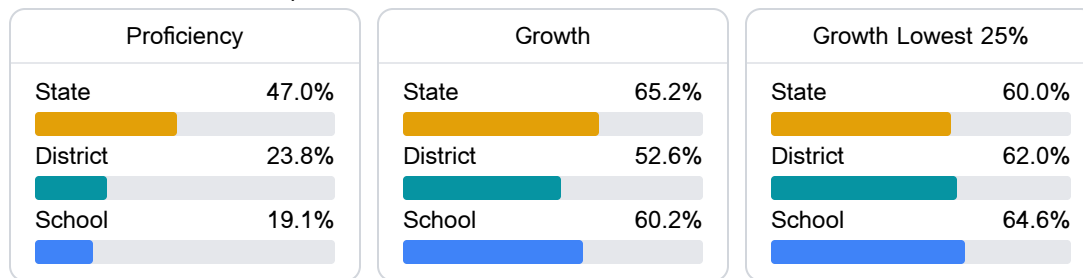 Proficiency
State 47.0%
District 23.8%
School 19.1%
Growth
State 65.2%
District 52.6%
School 60.2%
Growth Lowest 25%
State 60.0%
District 62.0%
School 64.6%